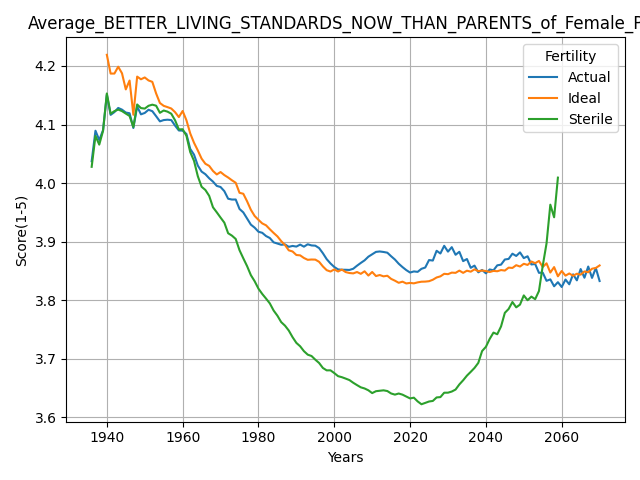 Average_BETTER_LIVING_STANDARDS_NOW_THAN_PARENTS_of_Female_F
Fertility
Actual
Ideal
Sterile
Score(1-5)
4.2
4.1
4.0
3.9
3.8
3.7
3.6
1940 1960 1980 2000 2020 2040 2060
Years